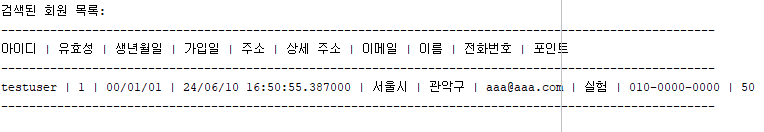 검색된 회원 목록:
-----------------------------------------------------------------------------------------------------
아이디 | 유효성 | 생년월일 | 가입일 | 주소 | 상세 주소 | 이메일 | 이름 | 전화번호 | 포인트
-----------------------------------------------------------------------------------------------------
testuser | 1 | 00/01/01 | 24/06/10 16:50:55.387000 | 서울시 | 관악구 | aaa@aaa.com | 실험 | 010-0000-0000 | 50
-----------------------------------------------------------------------------------------------------